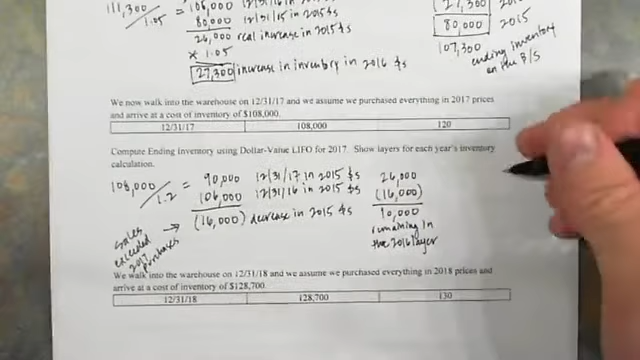 111,300 / 1.05 = 106,000 12/31/16 in 2015 $s
80,000 12/31/15 in 2015 $s
26,000 real increase in 2015 $s
* 1.05
27,300 increase in inventory in 2016 $s
27,300
80,000 2015
107,300
ending inventory
on the B/S
We now walk into the warehouse on 12/31/17 and we assume we purchased everything in 2017 prices
and arrive at a cost of inventory of $108,000.
12/31/17 108,000 120
Compute Ending Inventory using Dollar-Value LIFO for 2017. Show layers for each year's inventory
calculation.
108,000 / 1.2 = 90,000 12/31/17 in 2015 $s
106,000 12/31/16 in 2015 $s
(16,000) decrease in 2015 $s
26,000
(16,000)
10,000
remaining in
the 2016 layer
sales
exceeded
2017
purchases
We walk into the warehouse on 12/31/18 and we assume we purchased everything in 2018 prices and
arrive at a cost of inventory of $128,700.
12/31/18 128,700 130